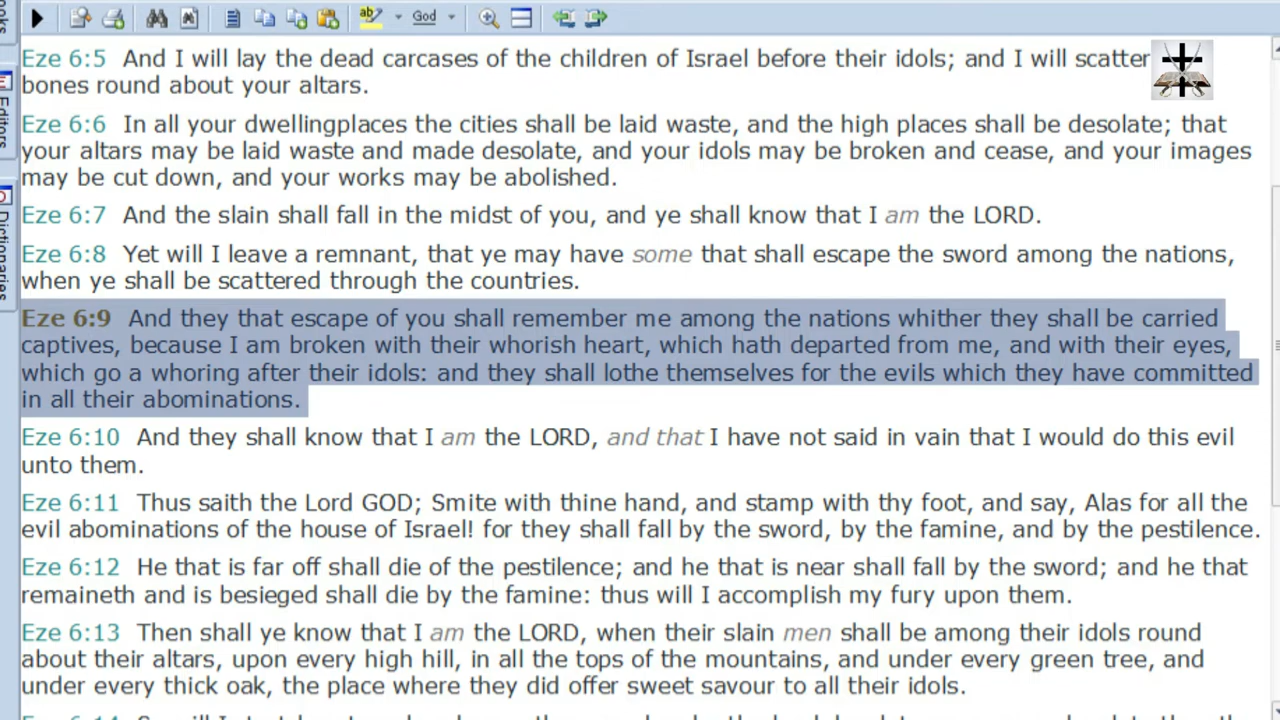 God
Editors
Dictionaries
Eze 6:5 And I will lay the dead carcases of the children of Israel before their idols; and I will scatter
bones round about your altars.
Eze 6:6 In all your dwellingplaces the cities shall be laid waste, and the high places shall be desolate; that
your altars may be laid waste and made desolate, and your idols may be broken and cease, and your images
may be cut down, and your works may be abolished.
Eze 6:7 And the slain shall fall in the midst of you, and ye shall know that I am the LORD.
Eze 6:8 Yet will I leave a remnant, that ye may have some that shall escape the sword among the nations,
when ye shall be scattered through the countries.
Eze 6:9 And they that escape of you shall remember me among the nations whither they shall be carried
captives, because I am broken with their whorish heart, which hath departed from me, and with their eyes,
which go a whoring after their idols: and they shall lothe themselves for the evils which they have committed
in all their abominations.
Eze 6:10 And they shall know that I am the LORD, and that I have not said in vain that I would do this evil
unto them.
Eze 6:11 Thus saith the Lord GOD; Smite with thine hand, and stamp with thy foot, and say, Alas for all the
evil abominations of the house of Israel! for they shall fall by the sword, by the famine, and by the pestilence.
Eze 6:12 He that is far off shall die of the pestilence; and he that is near shall fall by the sword; and he that
remaineth and is besieged shall die by the famine: thus will I accomplish my fury upon them.
Eze 6:13 Then shall ye know that I am the LORD, when their slain men shall be among their idols round
about their altars, upon every high hill, in all the tops of the mountains, and under every green tree, and
under every thick oak, the place where they did offer sweet savour to all their idols.